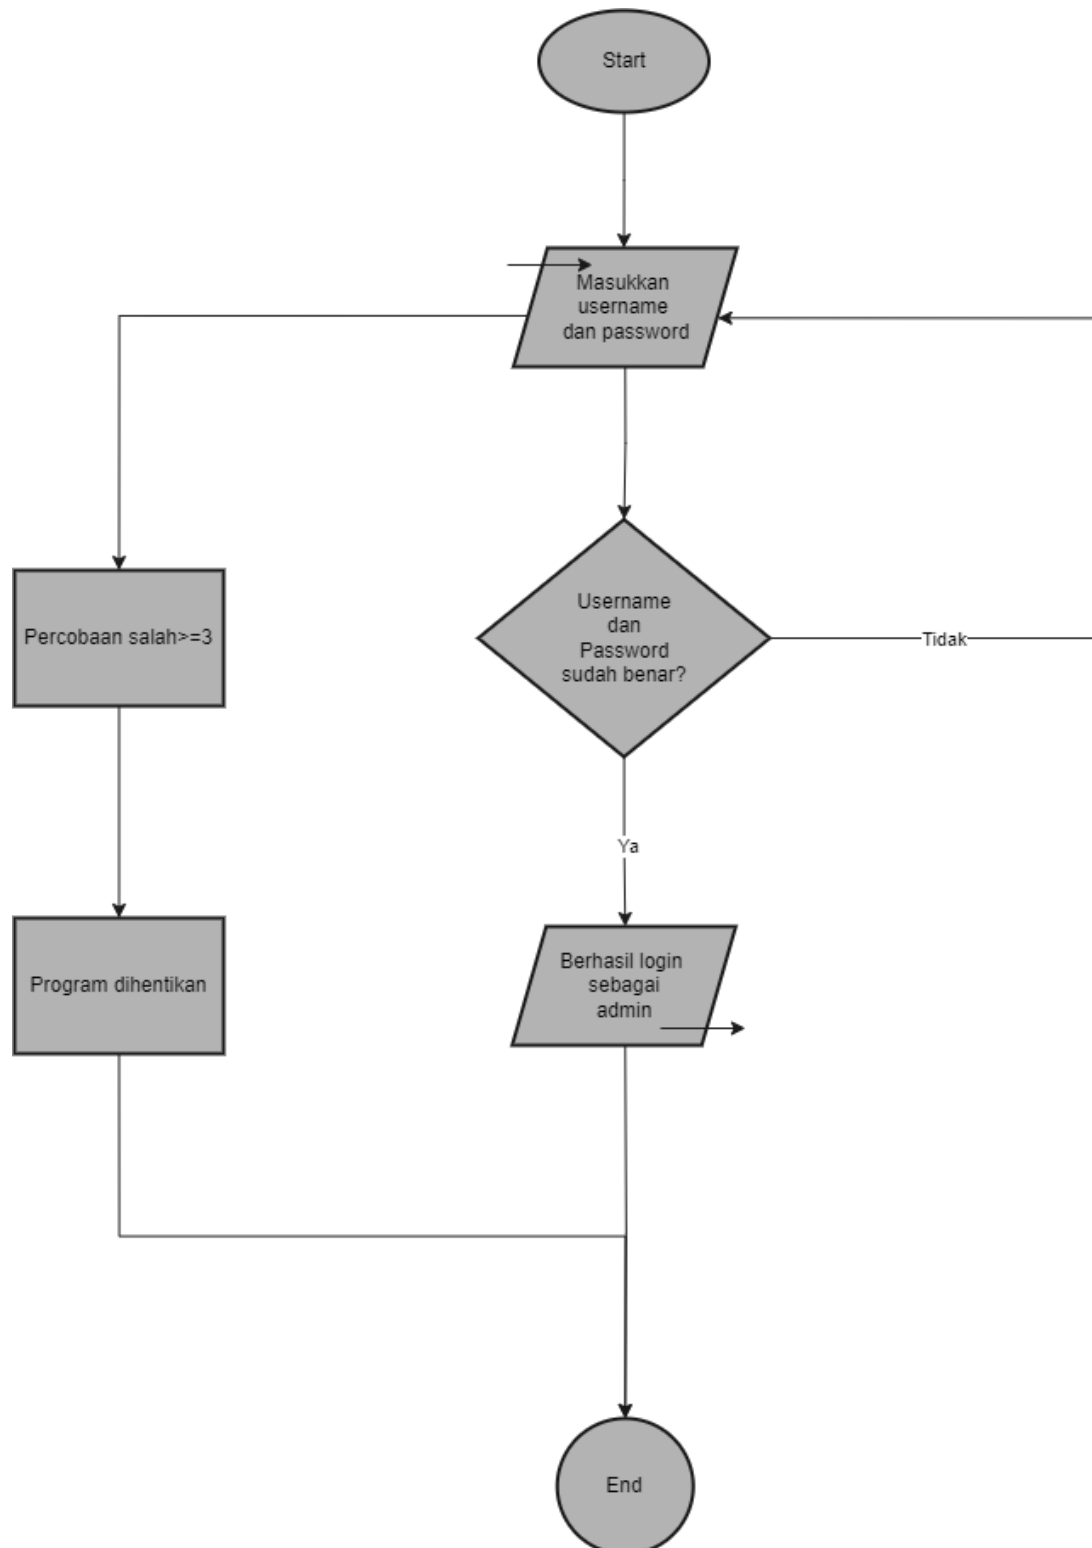 Start
Masukkan
username
dan password
Percobaan salah>=3
Username
dan
Password
sudah benar?
Tidak
Ya
Program dihentikan
Berhasil login
sebagai
admin
End